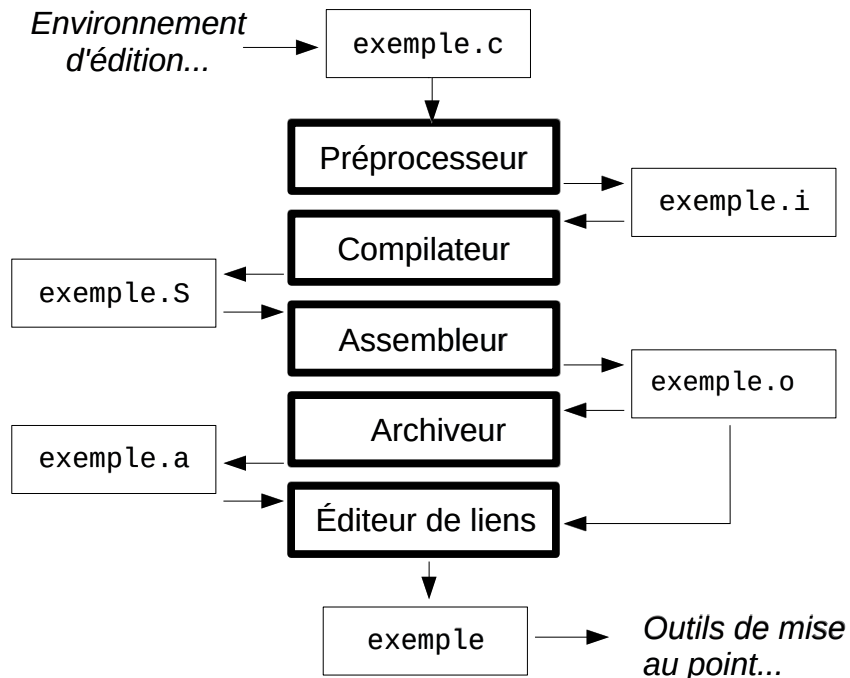 Environnement
d'édition...
exemple.c
Préprocesseur
exemple.i
Compilateur
exemple.S
Assembleur
exemple.o
Archiveur
exemple.a
Éditeur de liens
exemple
Outils de mise
au point...